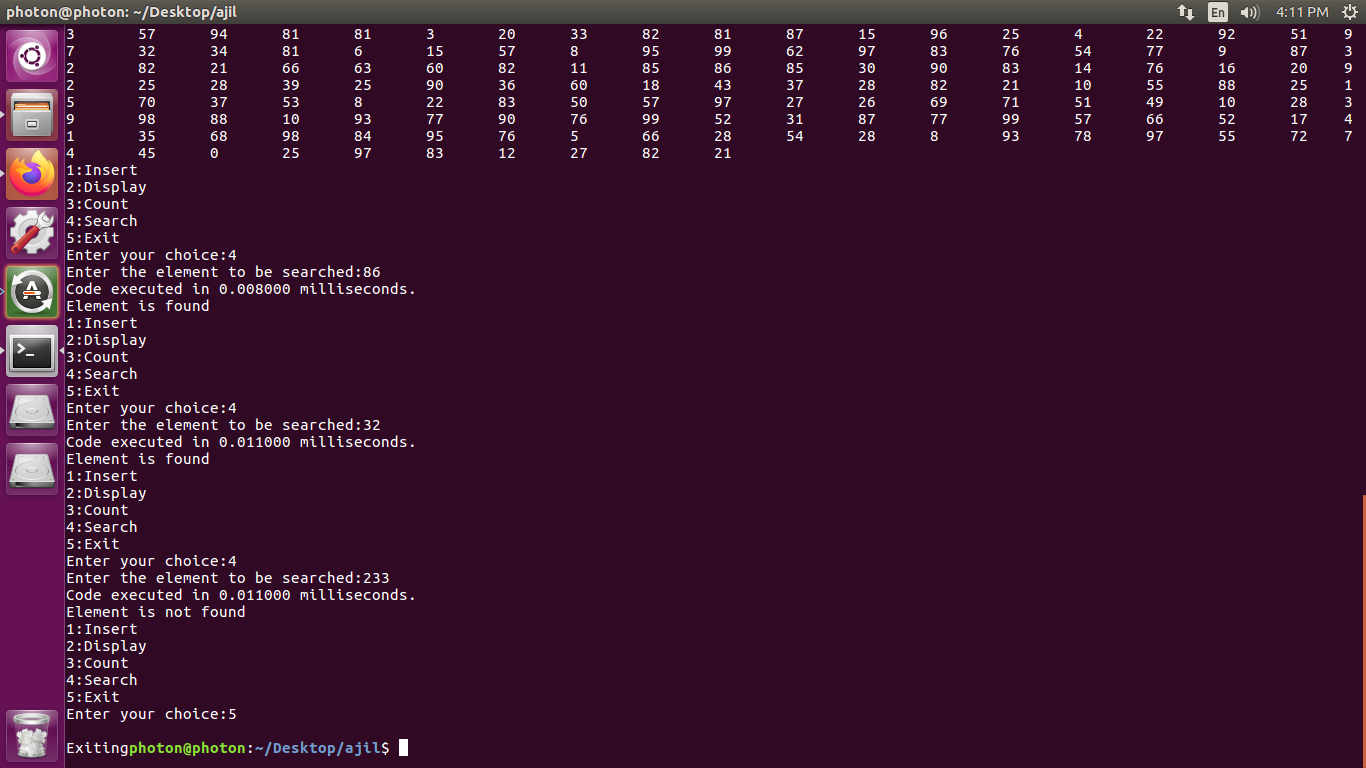 photon@photon: ~/Desktop/ajil En 4:11 PM
3 57 94 81 81 3 20 33 82 81 87 15 96 25 4 22 92 51 9
7 32 34 81 6 15 57 8 95 99 62 97 83 76 54 77 9 87 3
2 82 21 66 63 60 82 11 85 86 85 30 90 83 14 76 16 20 9
2 25 28 39 25 90 36 60 18 43 37 28 82 21 10 55 88 25 1
5 70 37 53 8 22 83 50 57 97 27 26 69 71 51 49 10 28 3
9 98 88 10 93 77 90 76 99 52 31 87 77 99 57 66 52 17 4
1 35 68 98 84 95 76 5 66 28 54 28 8 93 78 97 55 72 7
4 45 0 25 97 83 12 27 82 21
1:Insert
2:Display
3:Count
4:Search
5:Exit
Enter your choice:4
Enter the element to be searched:86
Code executed in 0.008000 milliseconds.
Element is found
1:Insert
2:Display
3:Count
4:Search
5:Exit
Enter your choice:4
Enter the element to be searched:32
Code executed in 0.011000 milliseconds.
Element is found
1:Insert
2:Display
3:Count
4:Search
5:Exit
Enter your choice:4
Enter the element to be searched:233
Code executed in 0.011000 milliseconds.
Element is not found
1:Insert
2:Display
3:Count
4:Search
5:Exit
Enter your choice:5
Exitingphoton@photon:~/Desktop/ajil$